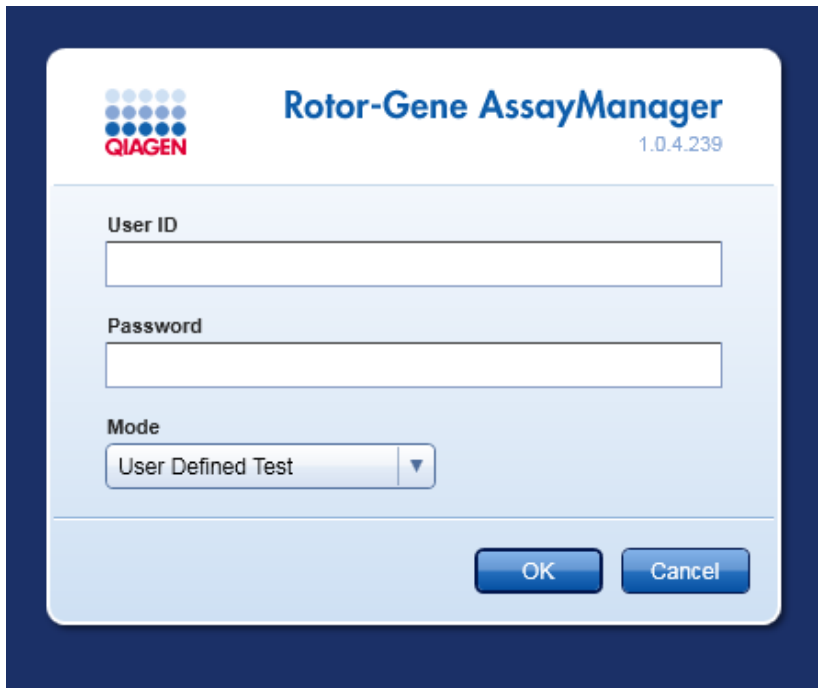 Rotor-Gene AssayManager
QIAGEN
1.0.4.239
User ID
Password
Mode
User Defined Test
OK Cancel